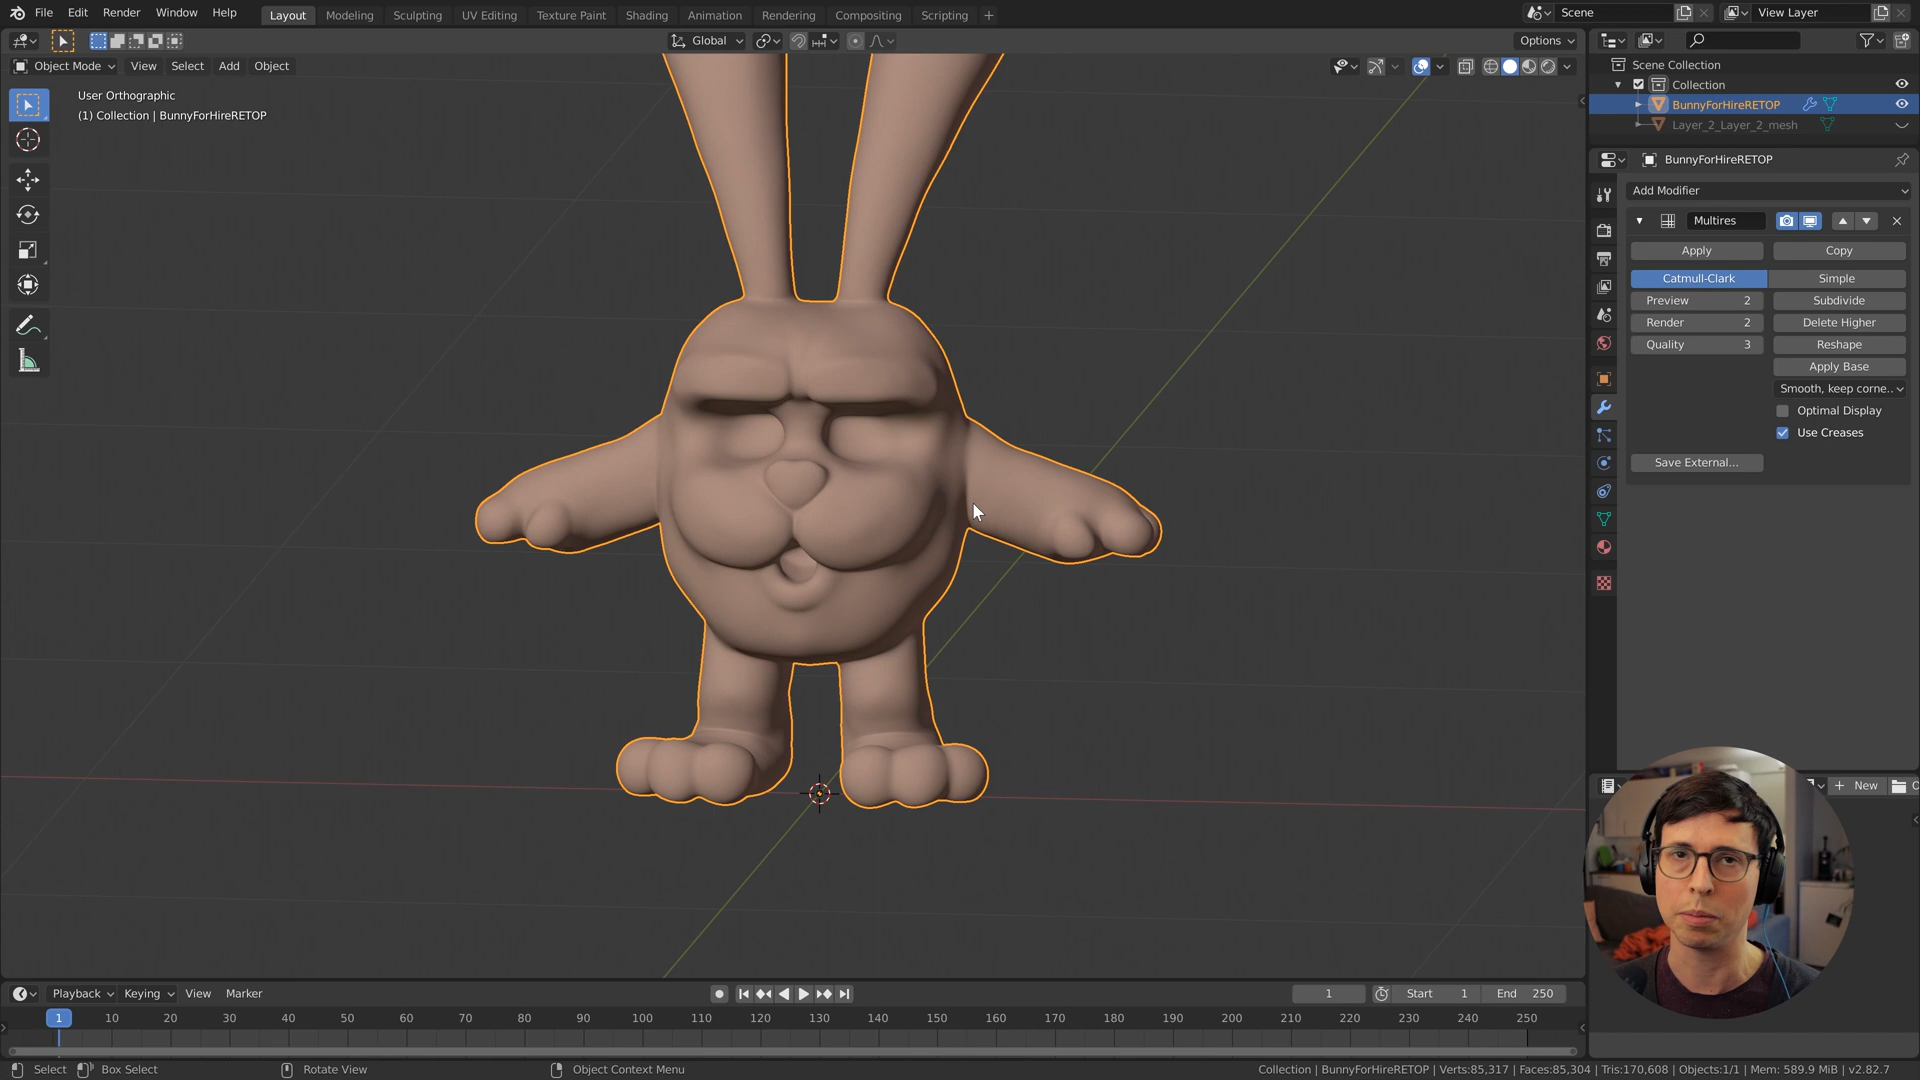 File Edit Render Window Help Layout Modeling Sculpting UV Editing Texture Paint Shading Animation Rendering Compositing Scripting + Scene View Layer
Global Options
Object Mode View Select Add Object
User Orthographic
(1) Collection | BunnyForHireRETOP
Scene Collection
Collection
BunnyForHireRETOP
Layer_2_Layer_2_mesh
BunnyForHireRETOP
Add Modifier
Multires
Apply Copy
Catmull-Clark Simple
Preview 2 Subdivide
Render 2 Delete Higher
Quality 3 Reshape
Apply Base
Smooth, keep corne..
Optimal Display
Use Creases
Save External...
+ New
Playback Keying View Marker 1 Start 1 End 250
1 10 20 30 40 50 60 70 80 90 100 110 120 130 140 150 160 170 180 190 200 210 220 230 240 250
Select Box Select Rotate View Object Context Menu Collection | BunnyForHireRETOP | Verts:85,317 | Faces:85,304 | Tris:170,608 | Objects:1/1 | Mem: 589.9 MiB | v2.82.7